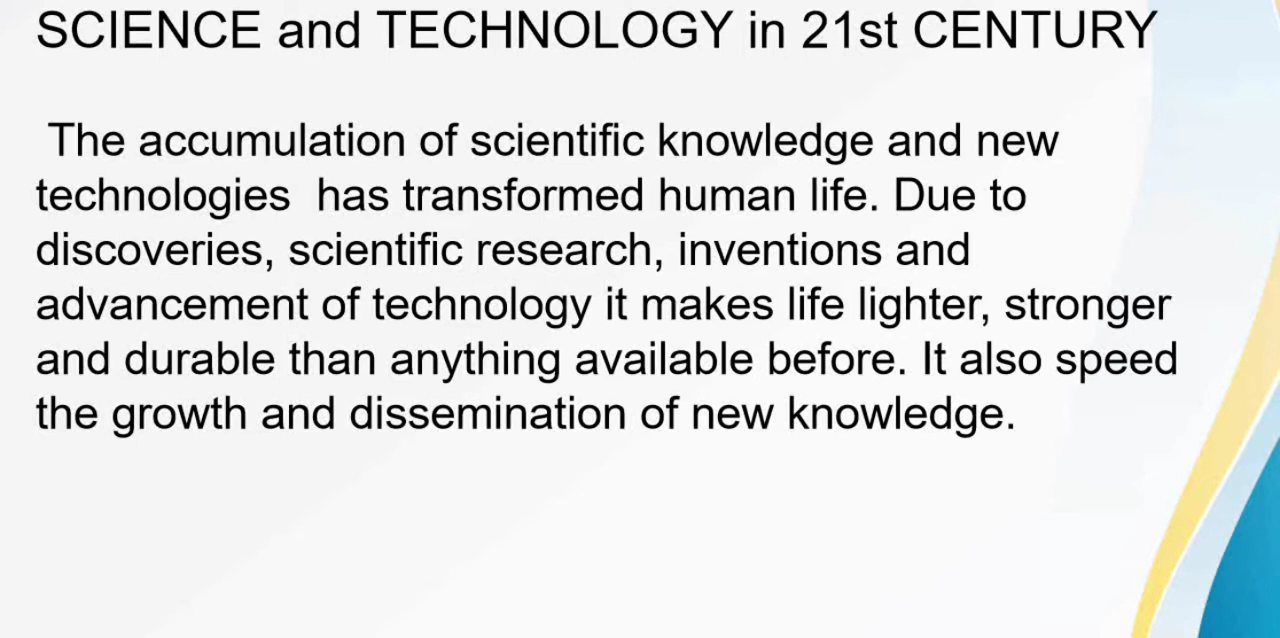 SCIENCE and TECHNOLOGY in 21st CENTURY
The accumulation of scientific knowledge and new
technologies has transformed human life. Due to
discoveries, scientific research, inventions and
advancement of technology it makes life lighter, stronger
and durable than anything available before. It also speed
the growth and dissemination of new knowledge.